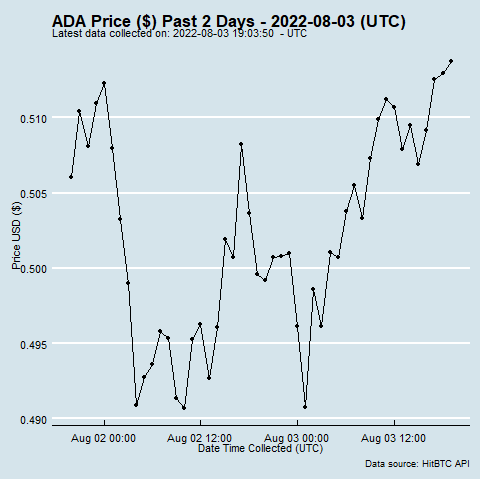 ADA Price ($) Past 2 Days - 2022-08-03 (UTC)
Latest data collected on: 2022-08-03 19:03:50 - UTC
0.510
0.505
0.500
0.495
0.490
Price USD ($)
Aug 02 00:00 Aug 02 12:00 Aug 03 00:00 Aug 03 12:00
Date Time Collected (UTC)
Data source: HitBTC API